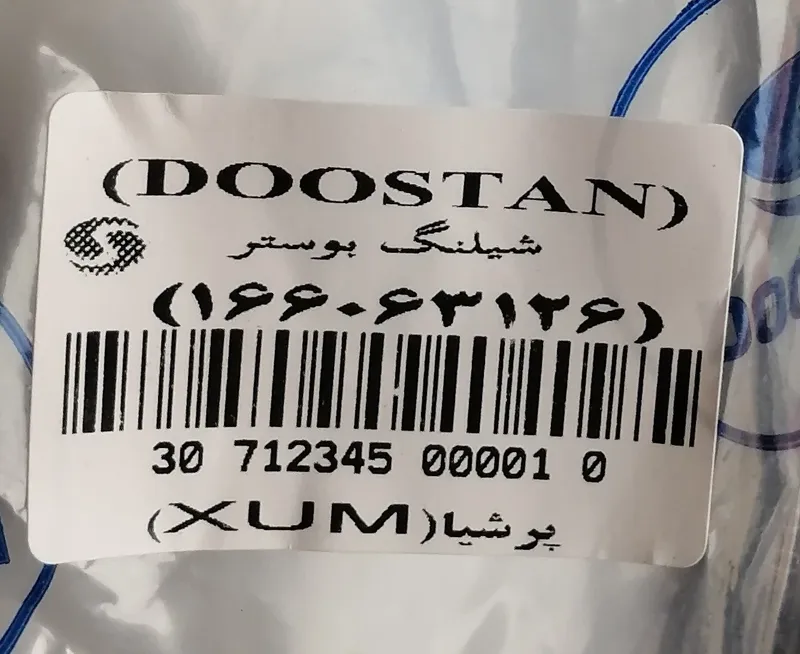 (DOOSTAN)
شیلنگ بوستر
(۱۶۶۰۶۳۱۲۶)
30 712345 00001 0
پرشیا(XUM)